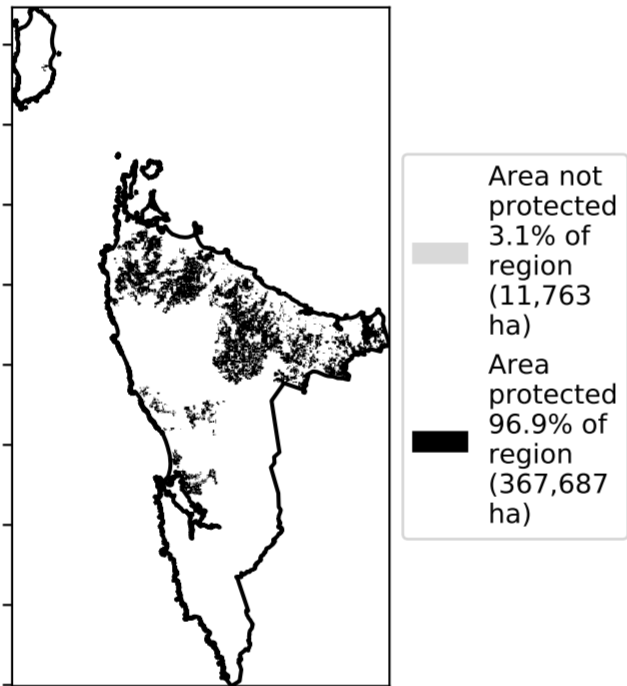 Area not
protected
3.1% of
region
(11,763
ha)
Area
protected
96.9% of
region
(367,687
ha)